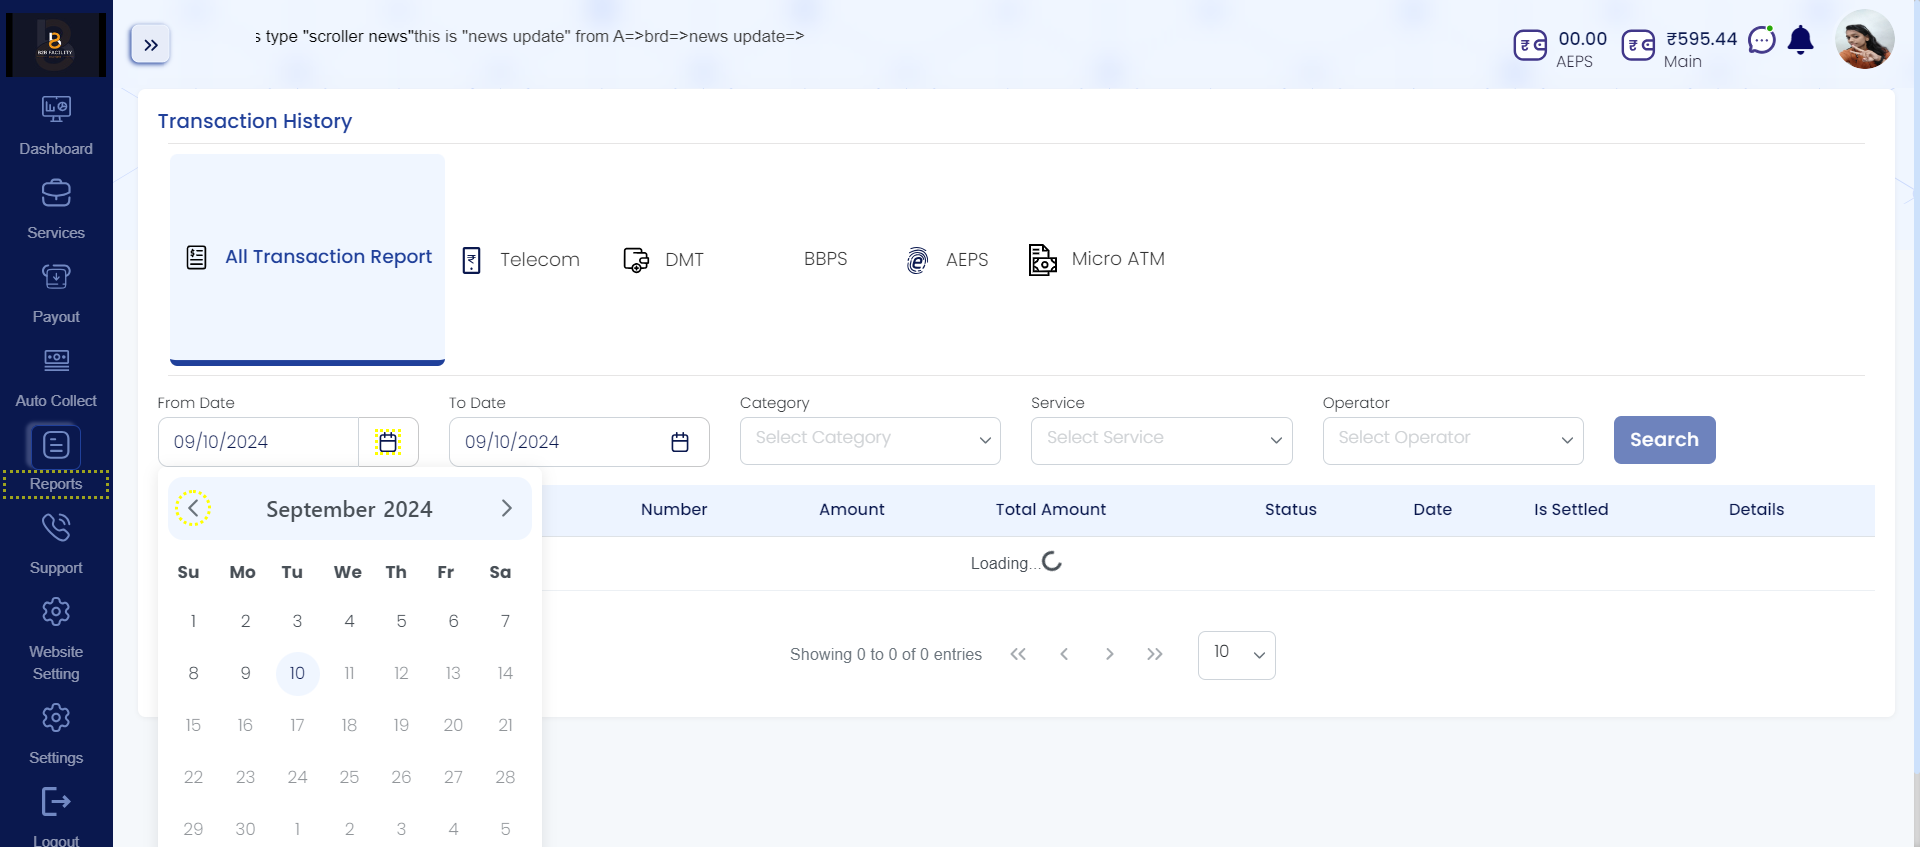 s type "scroller news"this is "news update" from A=>brd=>news update=>
00.00
AEPS
₹595.44
Main
B2B FACILITY
Dashboard
Services
Payout
Auto Collect
Reports
Support
Website
Setting
Settings
Logout
Transaction History
All Transaction Report
Telecom
DMT
BBPS
AEPS
Micro ATM
From Date
To Date
Category
Service
Operator
09/10/2024
09/10/2024
Select Category
Select Service
Select Operator
Search
September 2024
Su Mo Tu We Th Fr Sa
1 2 3 4 5 6 7
8 9 10 11 12 13 14
15 16 17 18 19 20 21
22 23 24 25 26 27 28
29 30 1 2 3 4 5
Number Amount Total Amount Status Date Is Settled Details
Loading...
Showing 0 to 0 of 0 entries
10